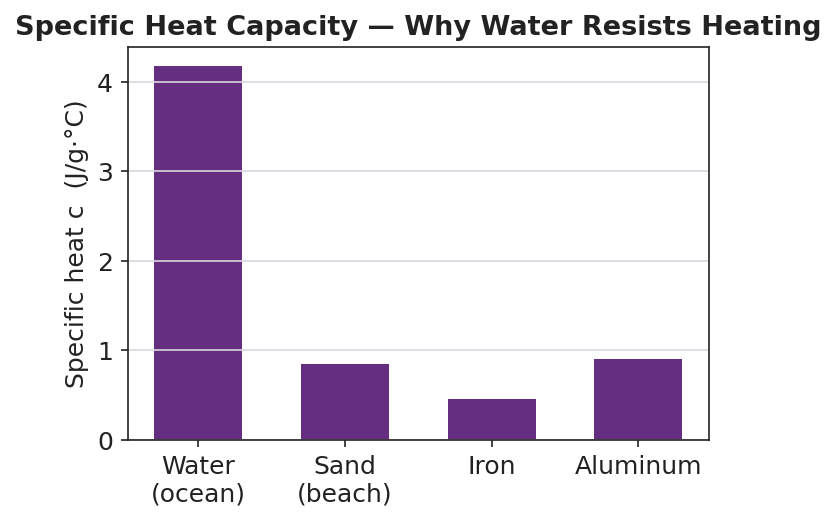 Specific Heat Capacity — Why Water Resists Heating
Specific heat c (J/g·°C)
4
3
2
1
0
Water
(ocean)
Sand
(beach)
Iron
Aluminum